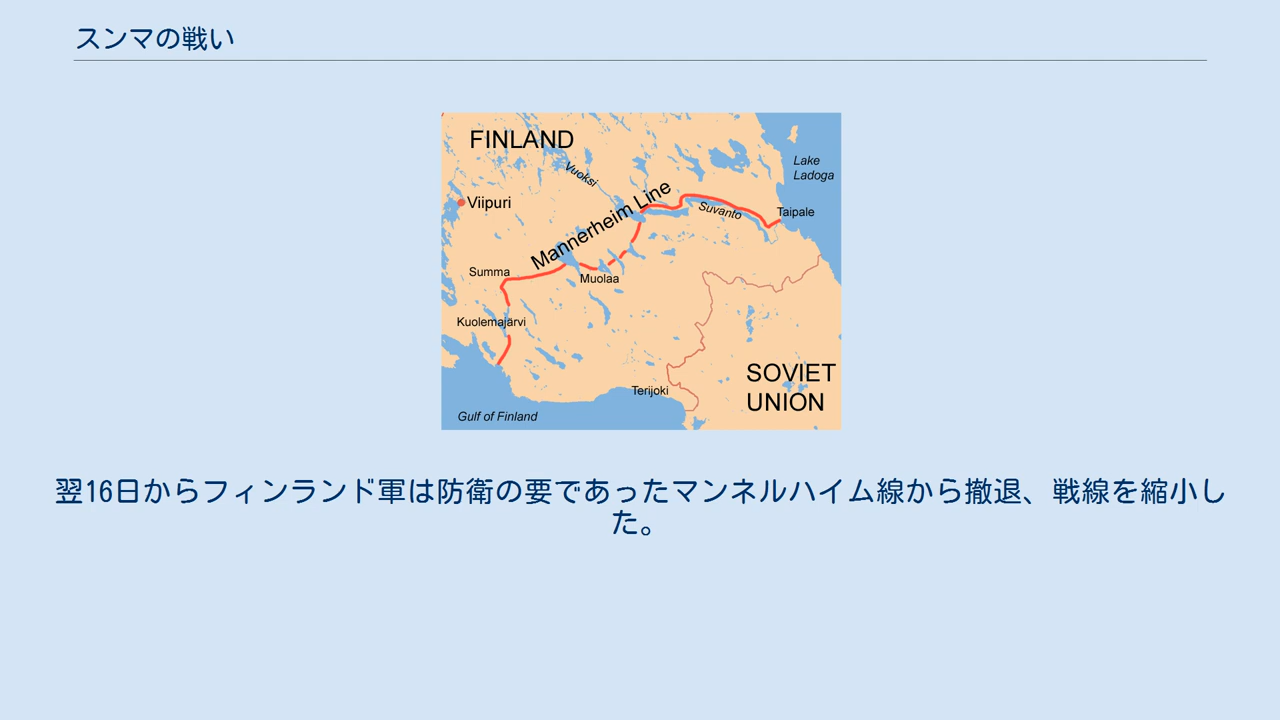 スンマの戦い
FINLAND
Lake
Ladoga
Vuoksi
Viipuri
Mannerheim Line
Suvanto
Taipale
Summa
Muolaa
Kuolemajärvi
SOVIET
UNION
Terijoki
Gulf of Finland
翌16日からフィンランド軍は防衛の要であったマンネルハイム線から撤退、戦線を縮小し
た。